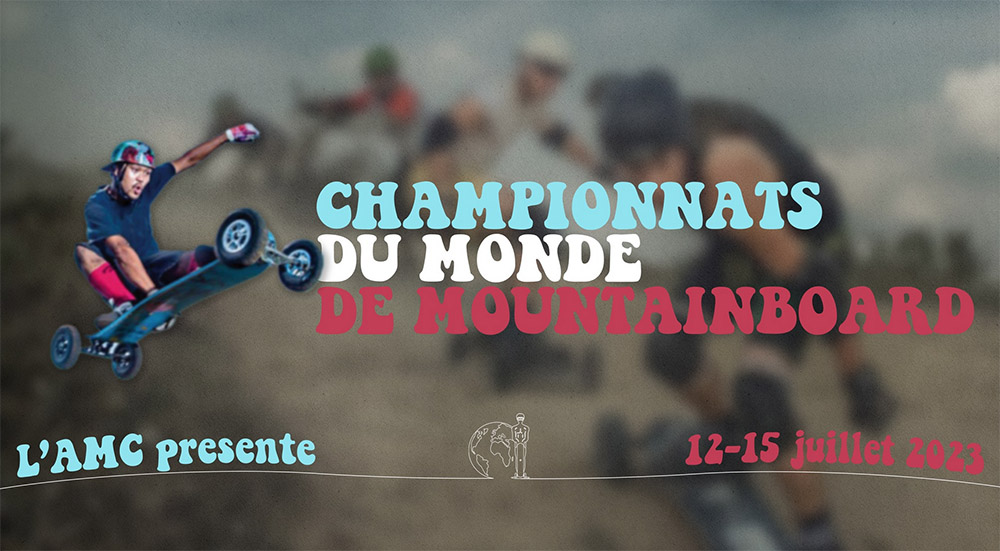 CHAMPIONNATS
DU MONDE
DE MOUNTAINBOARD
L'AMC presente
12-15 juillet 2023